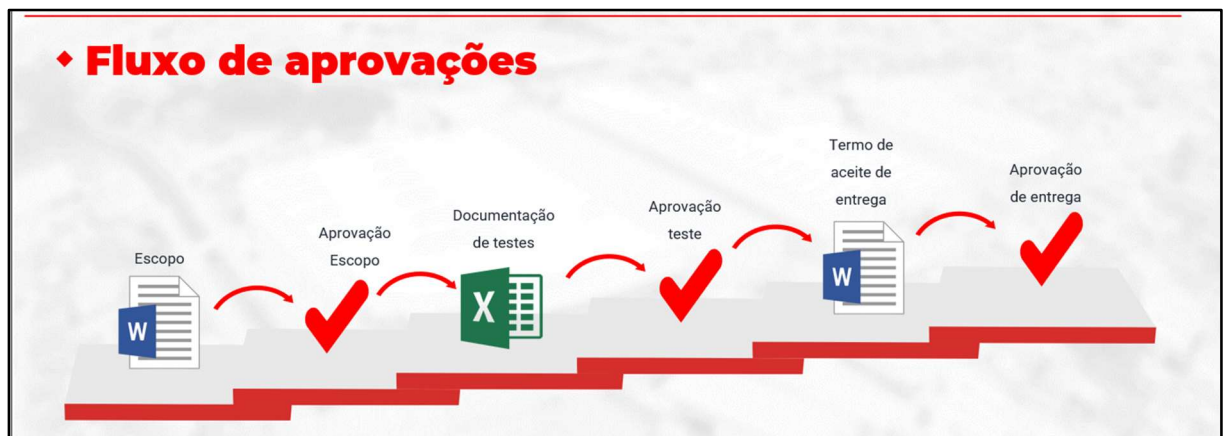 Fluxo de aprovações
Escopo
Aprovação
Escopo
Documentação
de testes
Aprovação
teste
Termo de
aceite de
entrega
Aprovação
de entrega
W
X
W